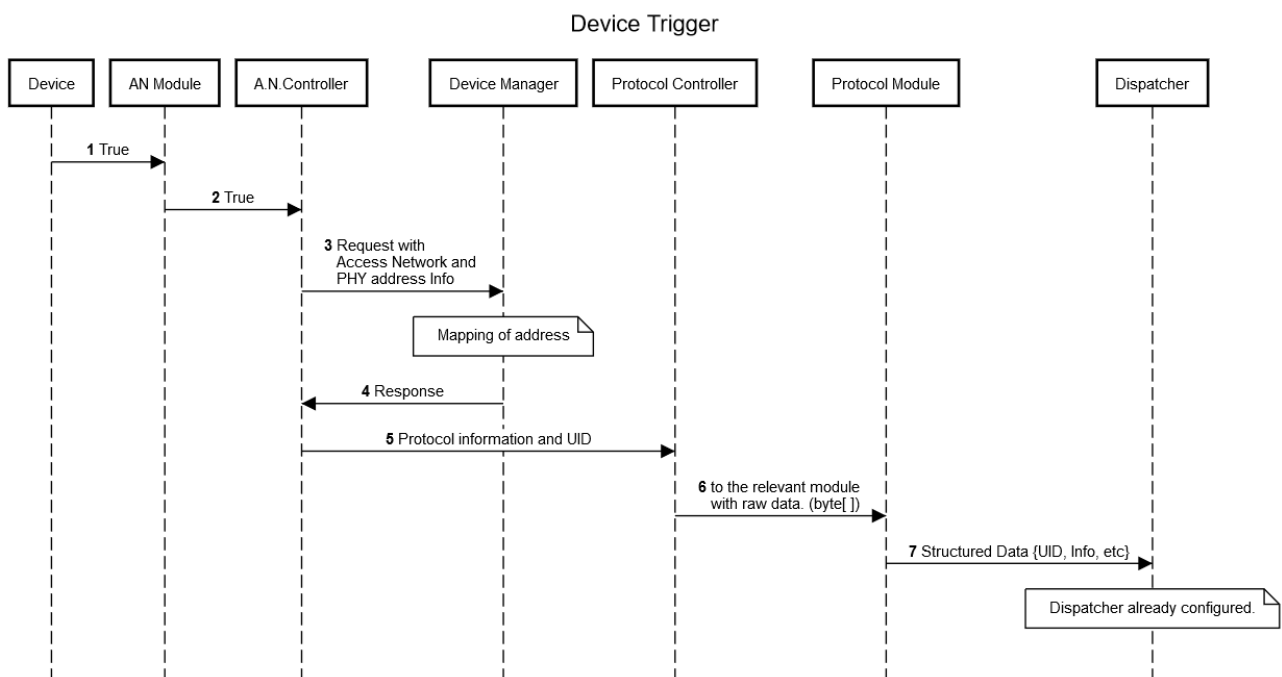 Device Trigger
Device
AN Module
A.N.Controller
Device Manager
Protocol Controller
Protocol Module
Dispatcher
1 True
2 True
3 Request with
Access Network and
PHY address Info
Mapping of address
4 Response
5 Protocol information and UID
6 to the relevant module
with raw data. (byte[ ])
7 Structured Data {UID, Info, etc}
Dispatcher already configured.